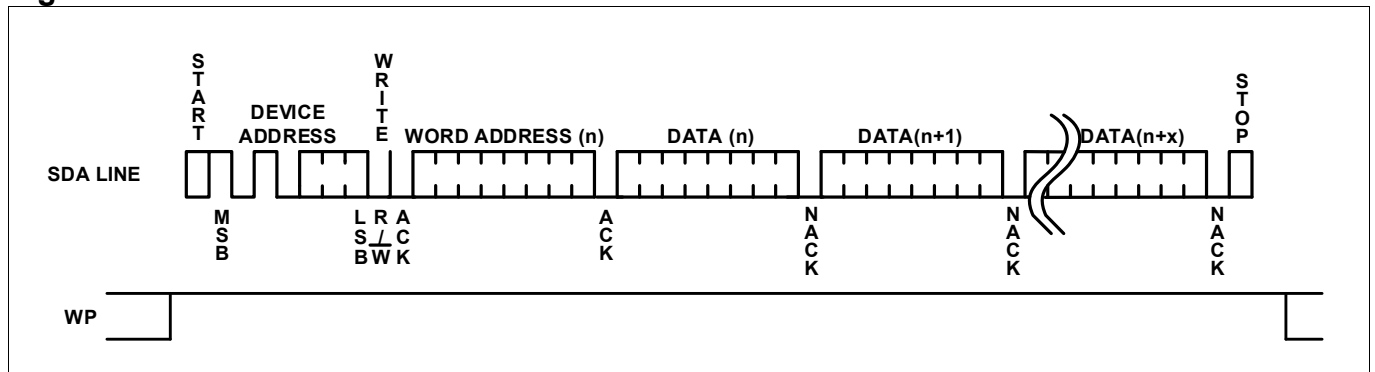 START
DEVICE
ADDRESS
WRITE
WORD ADDRESS (n)
DATA (n)
DATA(n+1)
DATA(n+x)
STOP
SDA LINE
MSB
LSB
R/W
ACK
ACK
NACK
NACK
NACK
WP